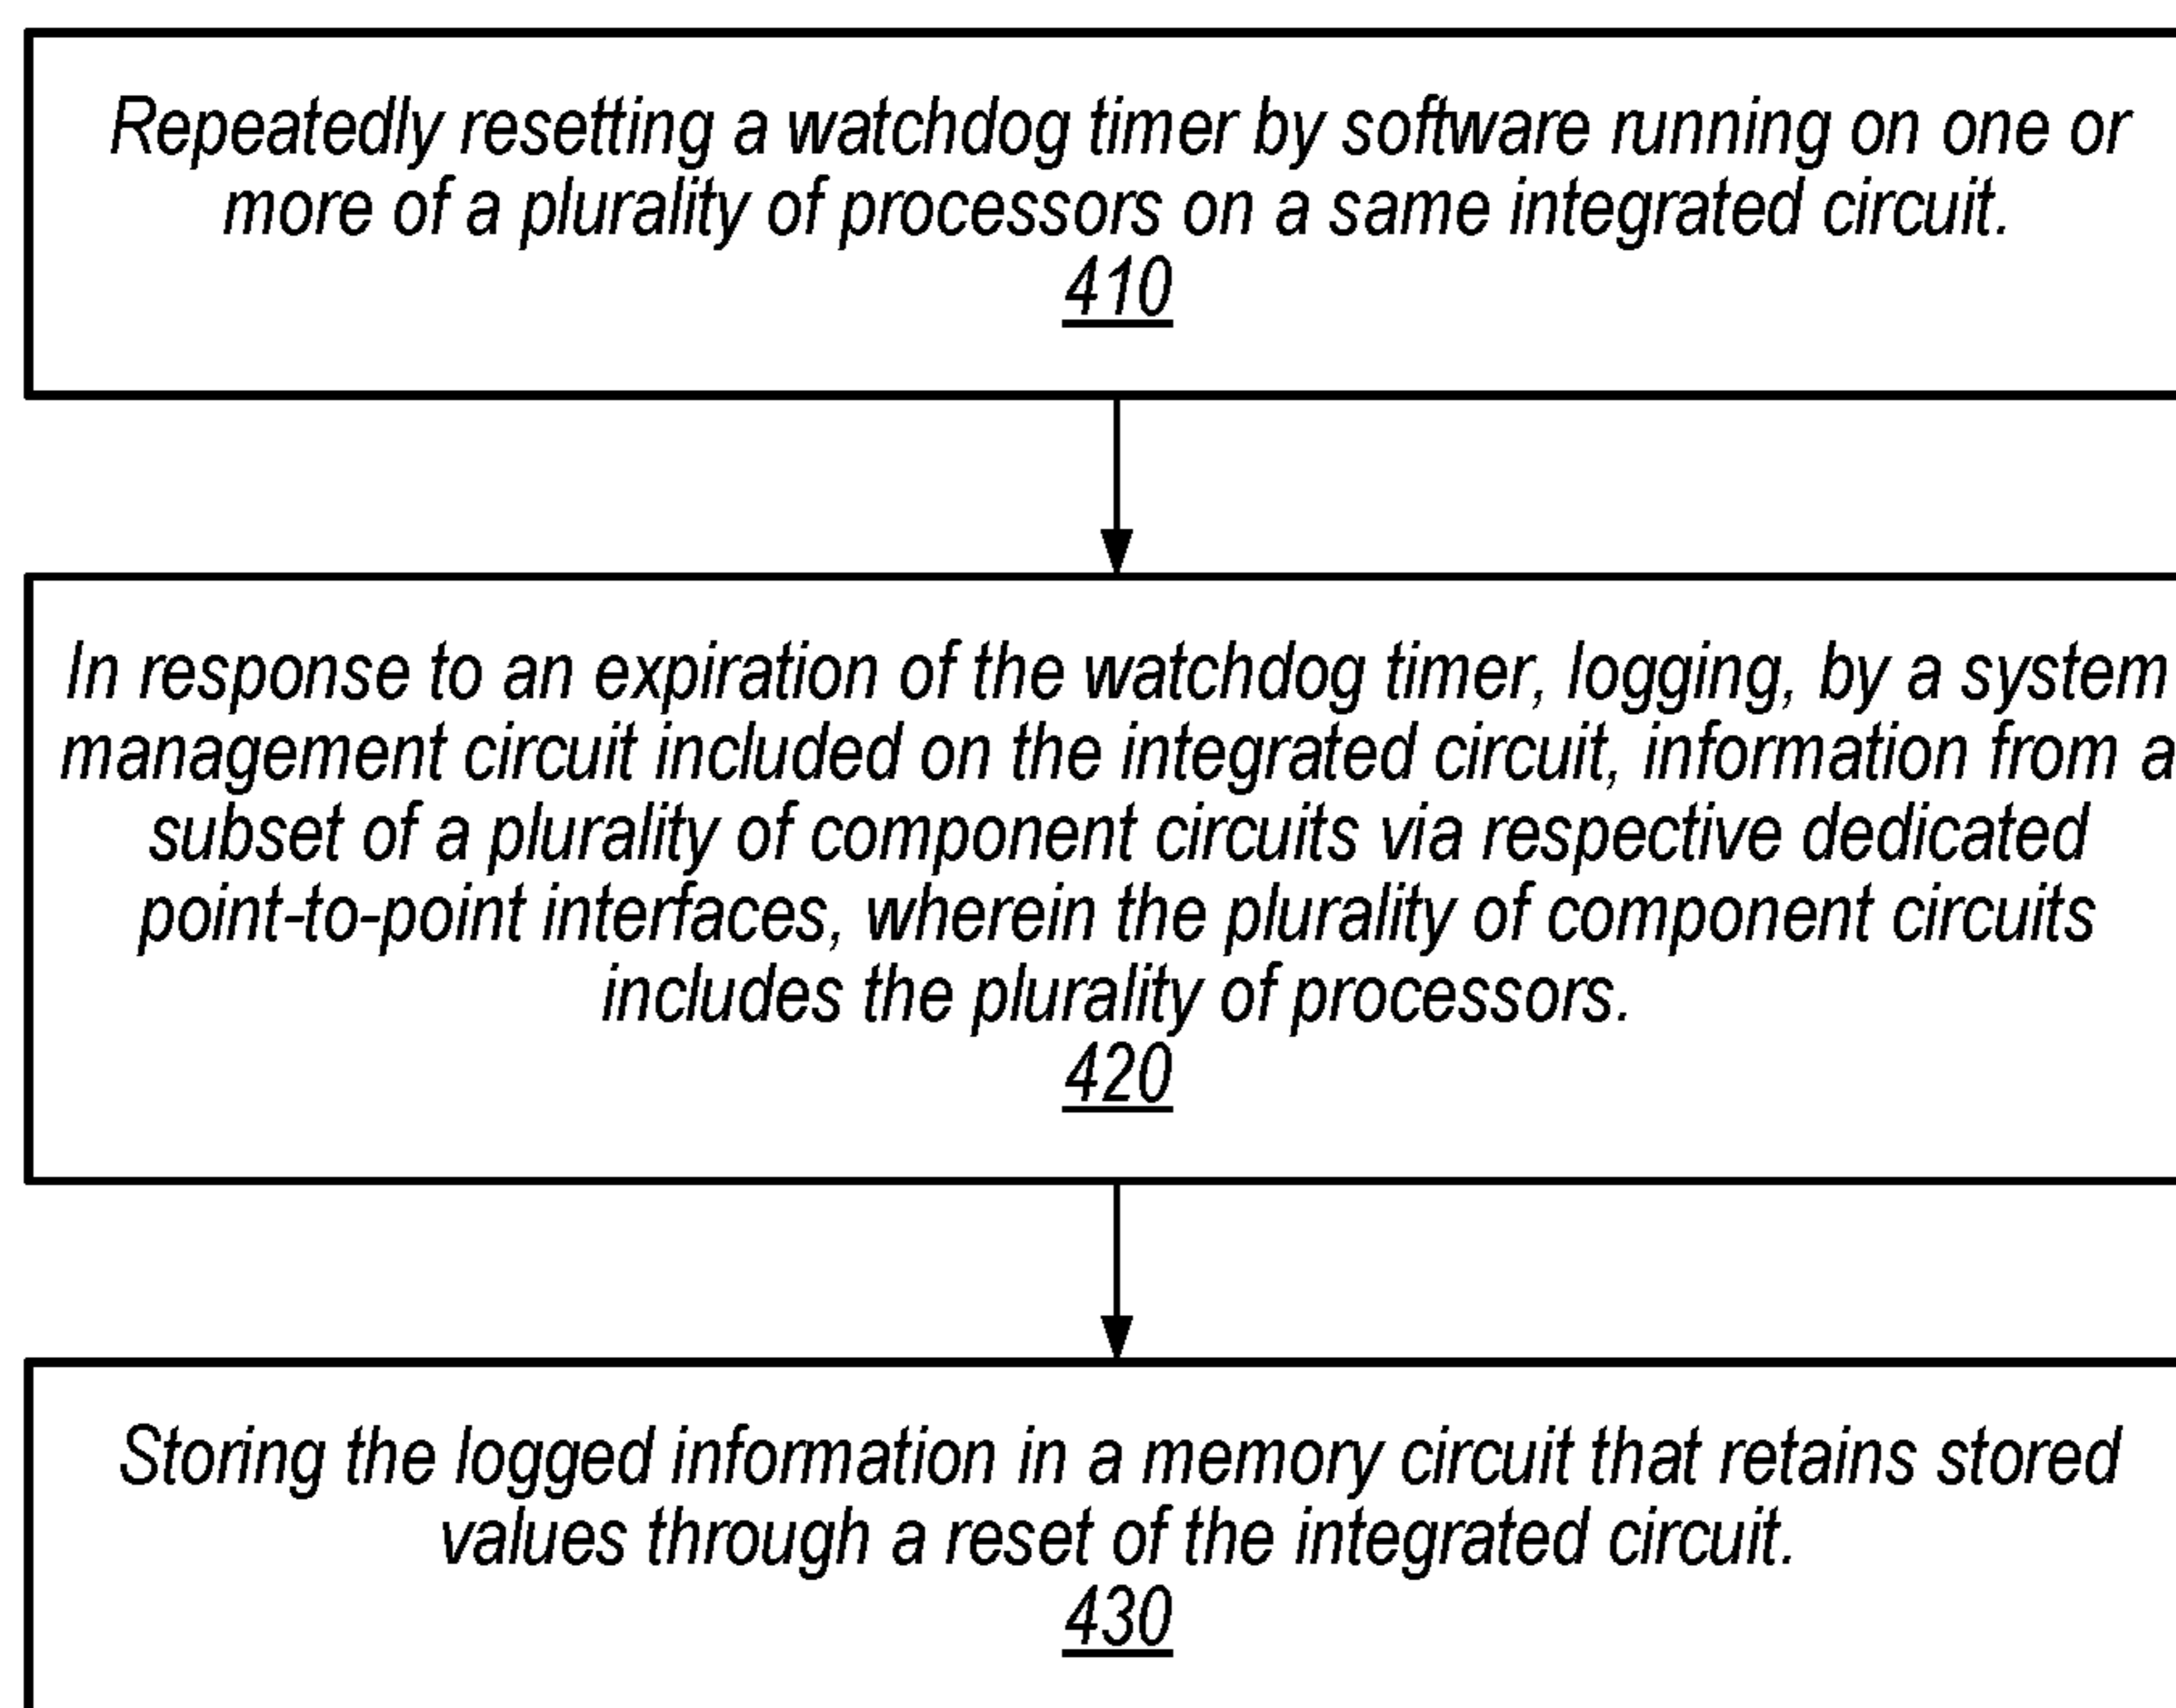 Repeatedly resetting a watchdog timer by software running on one or
more of a plurality of processors on a same integrated circuit.
410
In response to an expiration of the watchdog timer, logging, by a system
management circuit included on the integrated circuit, information from a
subset of a plurality of component circuits via respective dedicated
point-to-point interfaces, wherein the plurality of component circuits
includes the plurality of processors.
420
Storing the logged information in a memory circuit that retains stored
values through a reset of the integrated circuit.
430